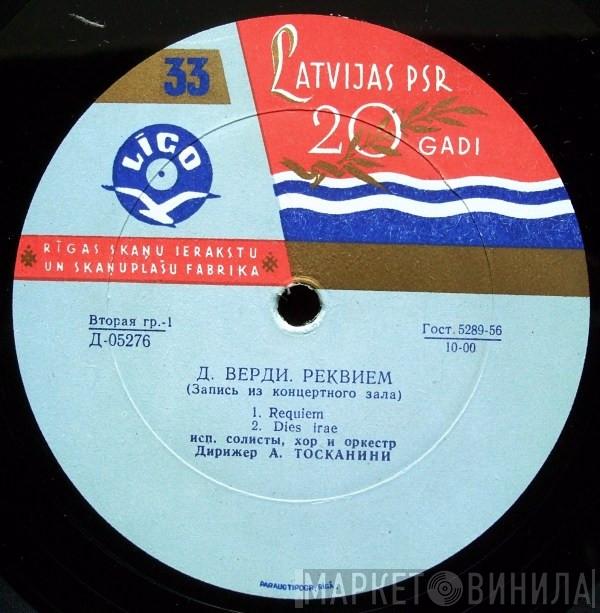 33
LATVIJAS PSR
20 GADI
LĪGO
RĪGAS SKAŅU IERAKSTU
UN SKAŅUPLAŠU FABRIKA
Вторая гр.-1
Д-05276
Гост. 5289-56
10-00
Д. ВЕРДИ. РЕКВИЕМ
(Запись из концертного зала)
1. Requiem
2. Dies irae
исп. солисты, хор и оркестр
Дирижер А. ТОСКАНИНИ
PARAUGTIPOGR., RĪGĀ
МАРКЕТ ВИНИЛА